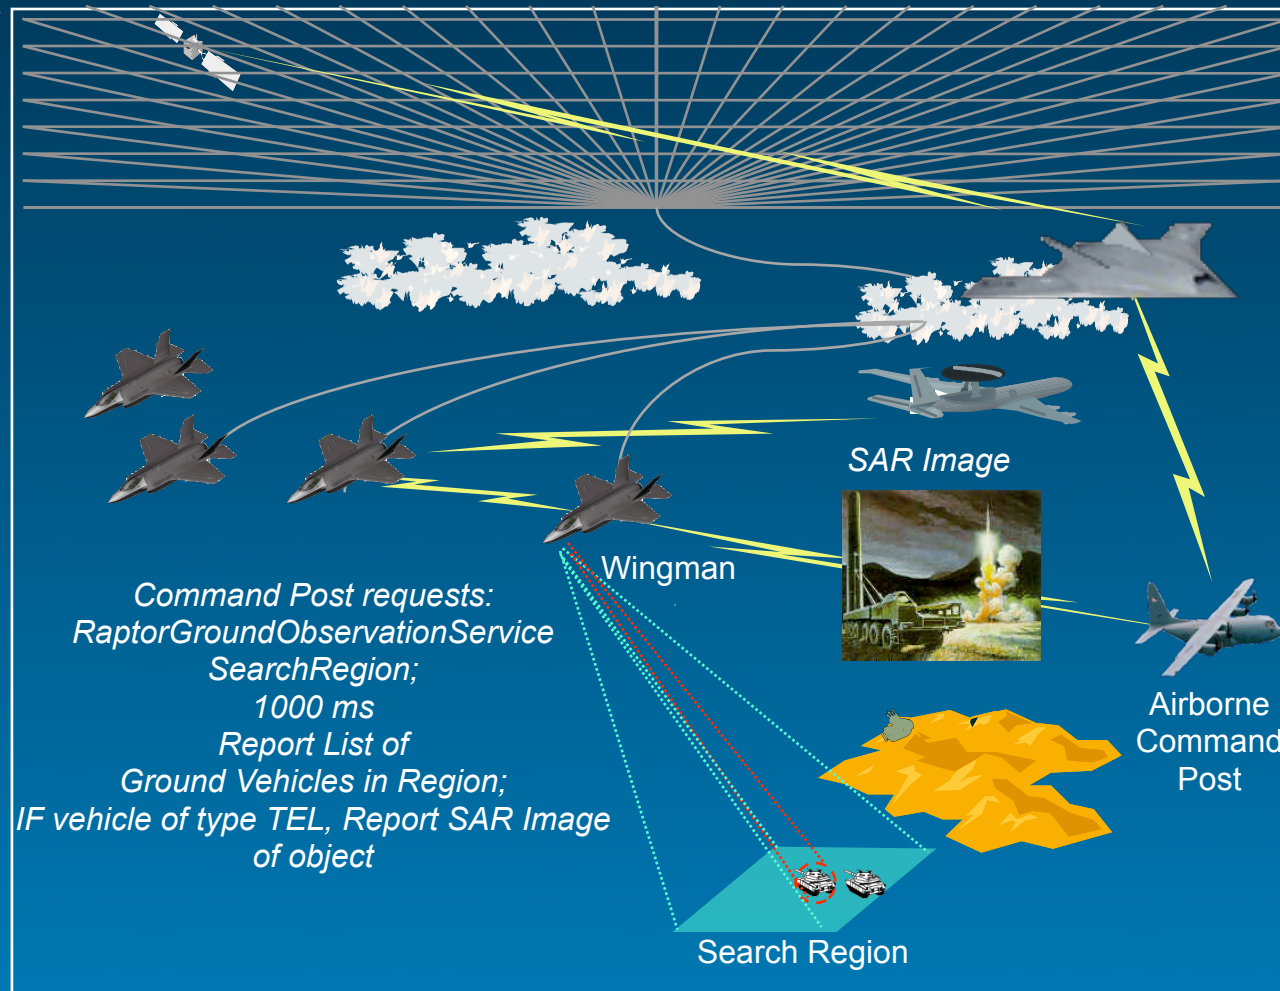 SAR Image
Wingman
Command Post requests:
RaptorGroundObservationService
SearchRegion;
1000 ms
Report List of
Ground Vehicles in Region;
IF vehicle of type TEL, Report SAR Image
of object
Airborne
Command
Post
Search Region